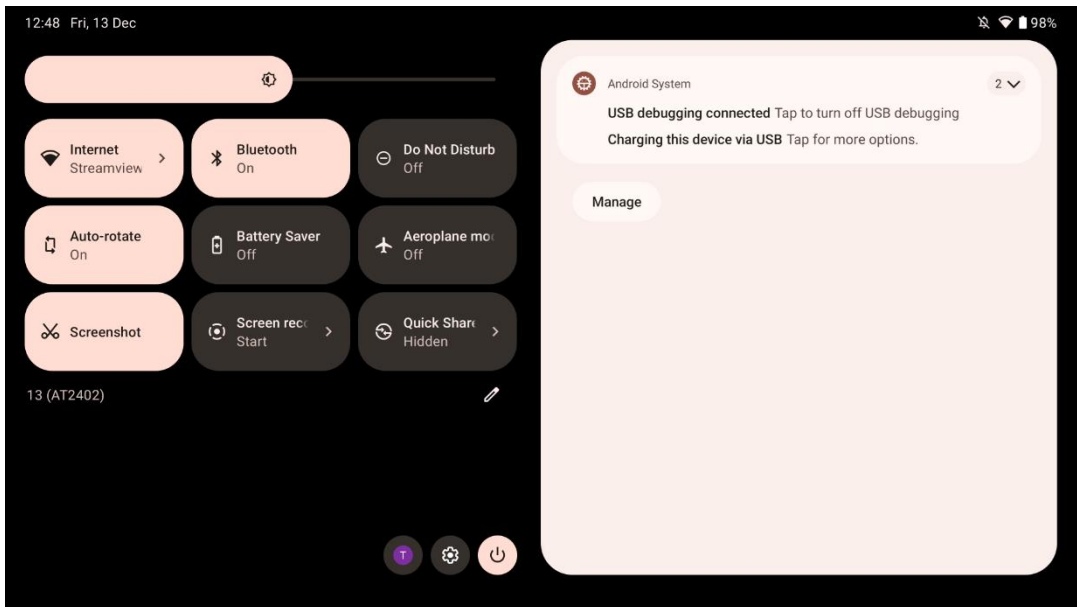 12:48 Fri, 13 Dec
98%
Internet
Streamview
Bluetooth
On
Do Not Disturb
Off
Auto-rotate
On
Battery Saver
Off
Aeroplane mo
Off
Screenshot
Screen rec
Start
Quick Share
Hidden
13 (AT2402)
T
Android System
2
USB debugging connected Tap to turn off USB debugging
Charging this device via USB Tap for more options.
Manage